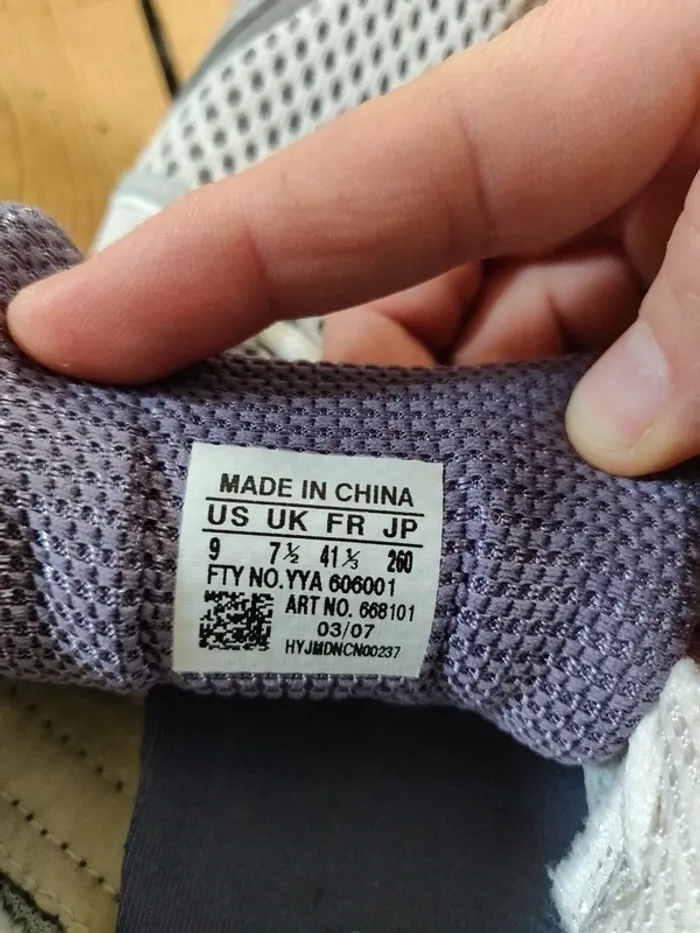 MADE IN CHINA
US UK FR JP
9 7½ 41⅓ 260
FTY NO.YYA 606001
ART NO. 668101
03/07
HYJMDNCN00237